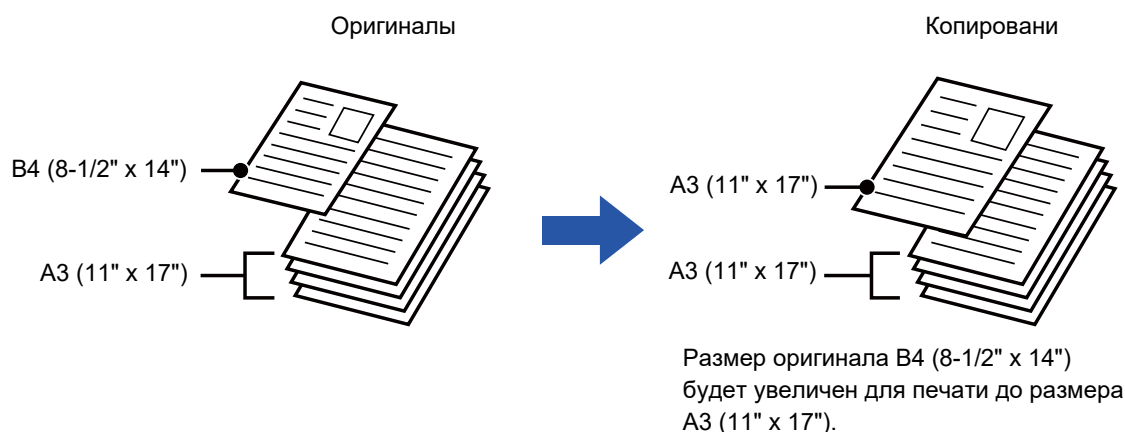 Оригиналы
Копировани
B4 (8-1/2" x 14")
A3 (11" x 17")
A3 (11" x 17")
A3 (11" x 17")
Размер оригинала B4 (8-1/2" x 14")
будет увеличен для печати до размера
A3 (11" x 17").